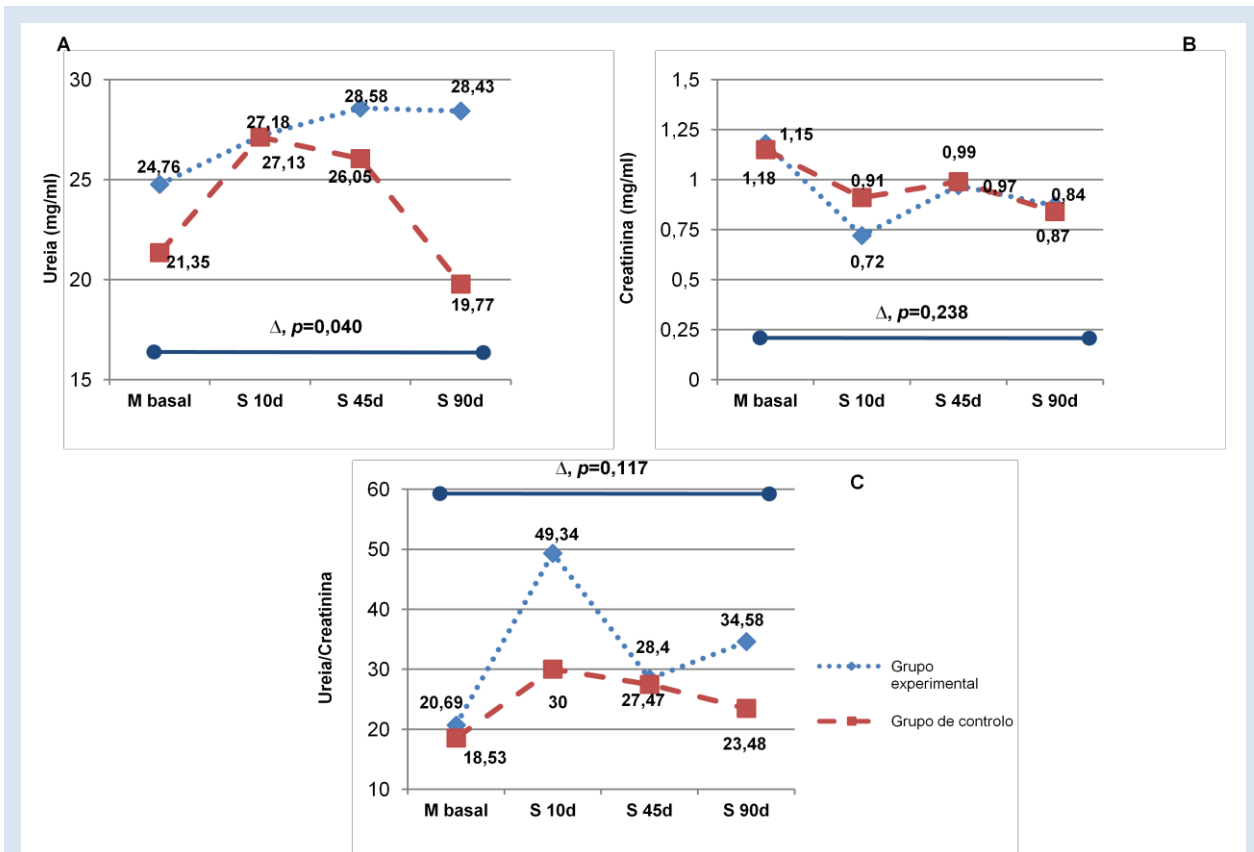 A
Ureia (mg/ml)
30
25
20
15
24,76
27,18
28,58
28,43
21,35
27,13
26,05
19,77
Δ, p=0,040
M basal S 10d S 45d S 90d
B
Creatinina (mg/ml)
1,5
1,25
1
0,75
0,5
0,25
0
1,15
1,18
0,91
0,72
0,99
0,97
0,84
0,87
Δ, p=0,238
M basal S 10d S 45d S 90d
Δ, p=0,117
C
Ureia/Creatinina
60
50
40
30
20
10
20,69
49,34
28,4
34,58
18,53
30
27,47
23,48
M basal S 10d S 45d S 90d
Grupo
experimental
Grupo de controlo